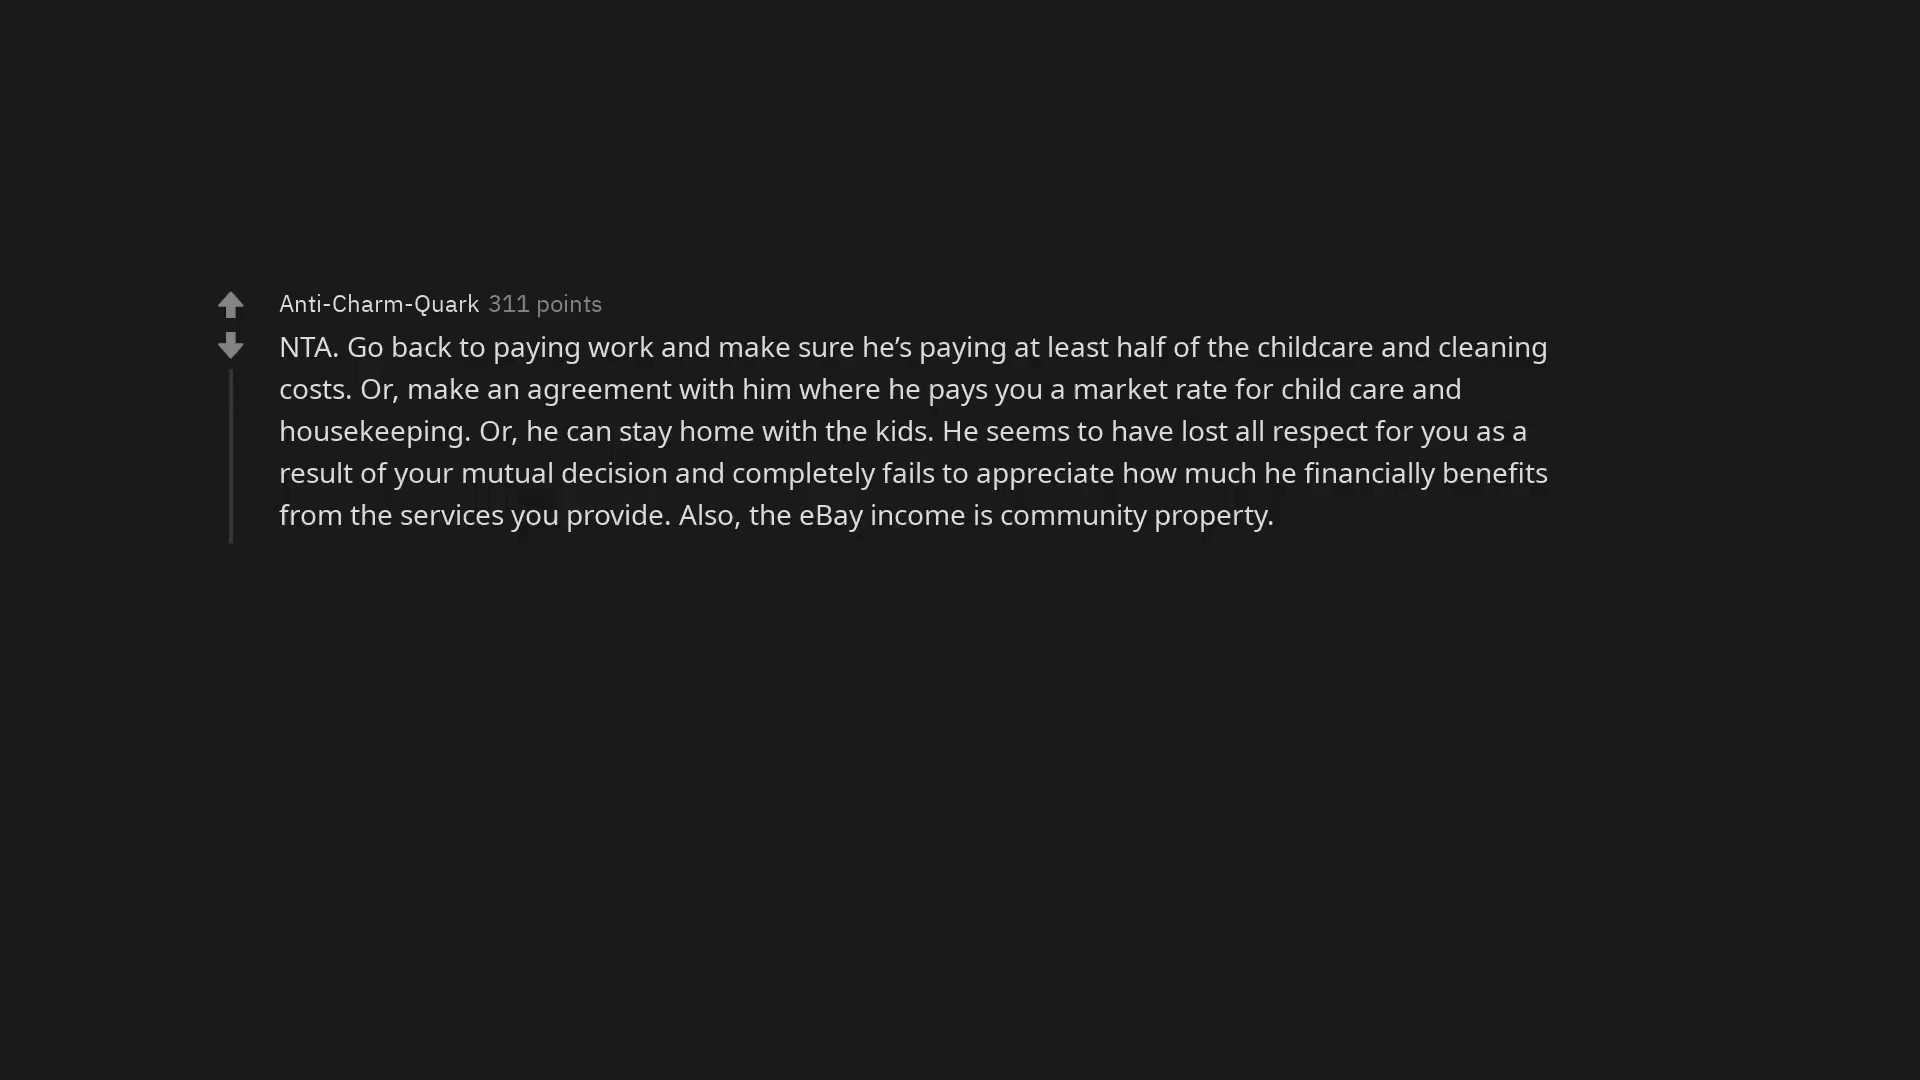 Anti-Charm-Quark 311 points
NTA. Go back to paying work and make sure he’s paying at least half of the childcare and cleaning
costs. Or, make an agreement with him where he pays you a market rate for child care and
housekeeping. Or, he can stay home with the kids. He seems to have lost all respect for you as a
result of your mutual decision and completely fails to appreciate how much he financially benefits
from the services you provide. Also, the eBay income is community property.